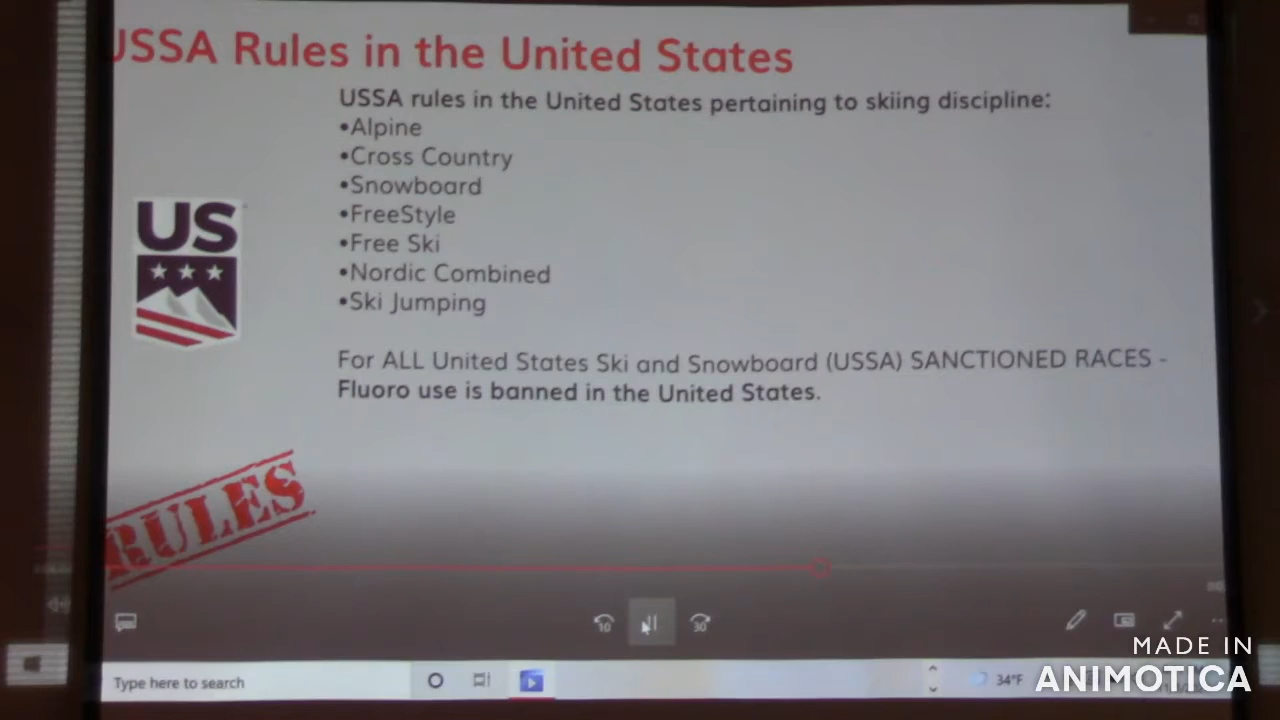 USSA Rules in the United States
USSA rules in the United States pertaining to skiing discipline:
•Alpine
•Cross Country
•Snowboard
•FreeStyle
•Free Ski
•Nordic Combined
•Ski Jumping
US
For ALL United States Ski and Snowboard (USSA) SANCTIONED RACES -
Fluoro use is banned in the United States.
RULES
10
30
MADE IN
ANIMOTICA
Type here to search
34°F